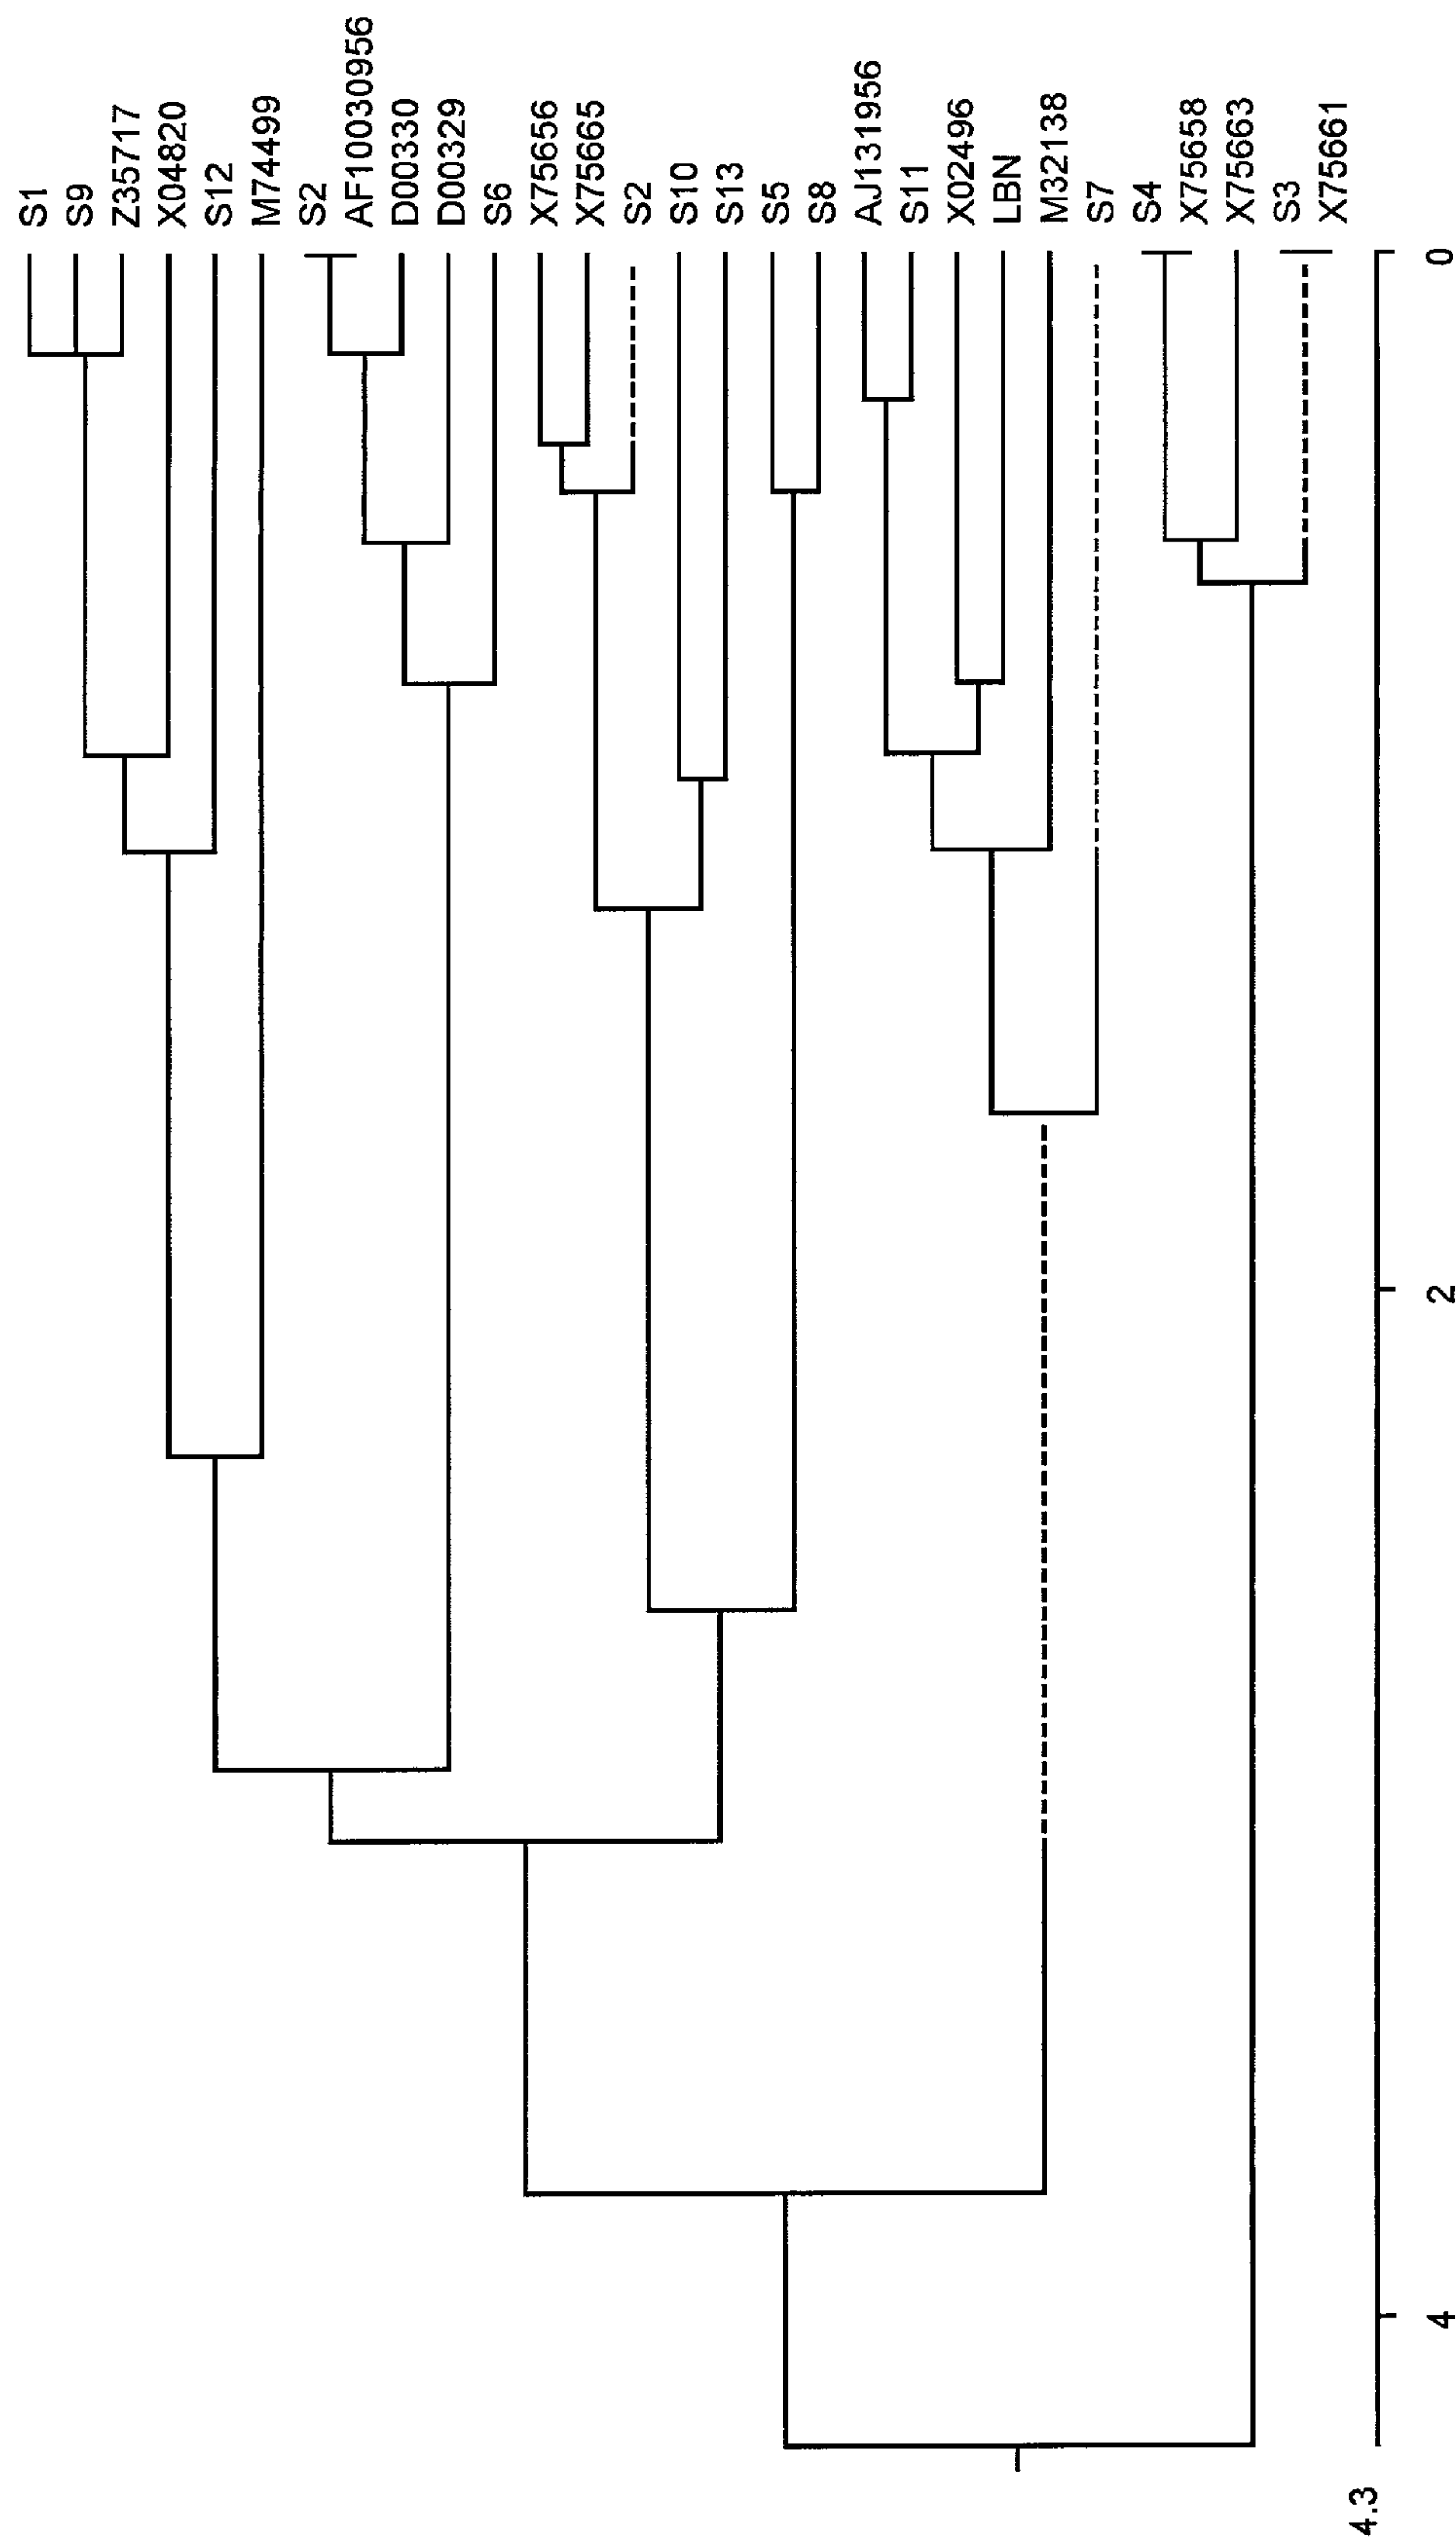 S1
S9
Z35717
X04820
S12
M74499
S2
AF10030956
D00330
D00329
S6
X75656
X75665
S2
S10
S13
S5
S8
AJ131956
S11
X024496
LBN
M32138
S7
S4
X75658
X75663
S3
X75661
4.3
4
2
0